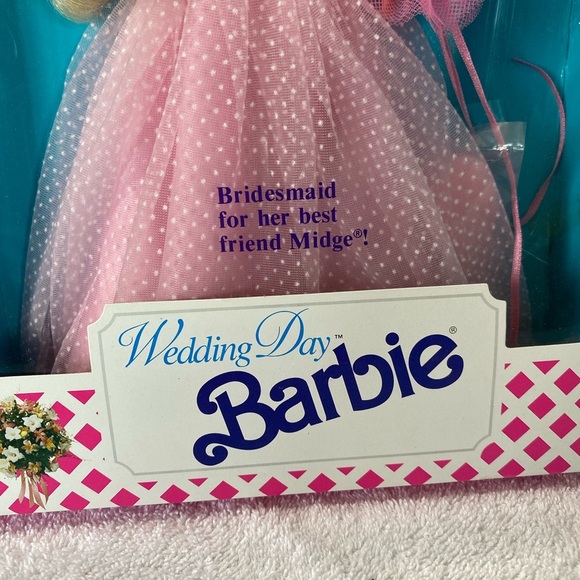 Bridesmaid
for her best
friend Midge®!
Wedding Day™
Barbie®